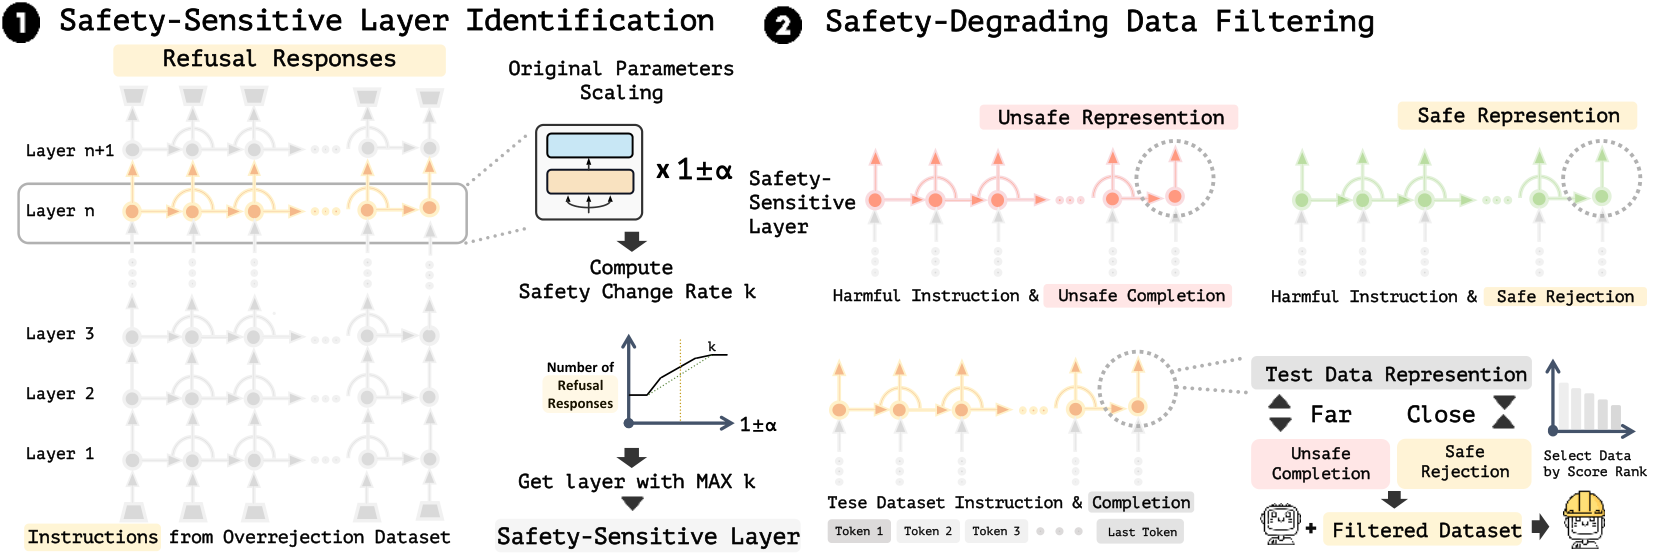 1 Safety-Sensitive Layer Identification
Refusal Responses
Layer n+1
Layer n
Layer 3
Layer 2
Layer 1
Instructions from Overrejection Dataset
Original Parameters
Scaling
x 1±α
Compute
Safety Change Rate k
k
Number of
Refusal
Responses
1±α
Get layer with MAX k
Safety-Sensitive Layer
2 Safety-Degrading Data Filtering
Unsafe Represention
Safe Represention
Safety-
Sensitive
Layer
Harmful Instruction & Unsafe Completion
Harmful Instruction & Safe Rejection
Tese Dataset Instruction & Completion
Token 1 Token 2 Token 3 Last Token
Test Data Represention
Far Close
Unsafe
Completion
Safe
Rejection
Select Data
by Score Rank
+ Filtered Dataset